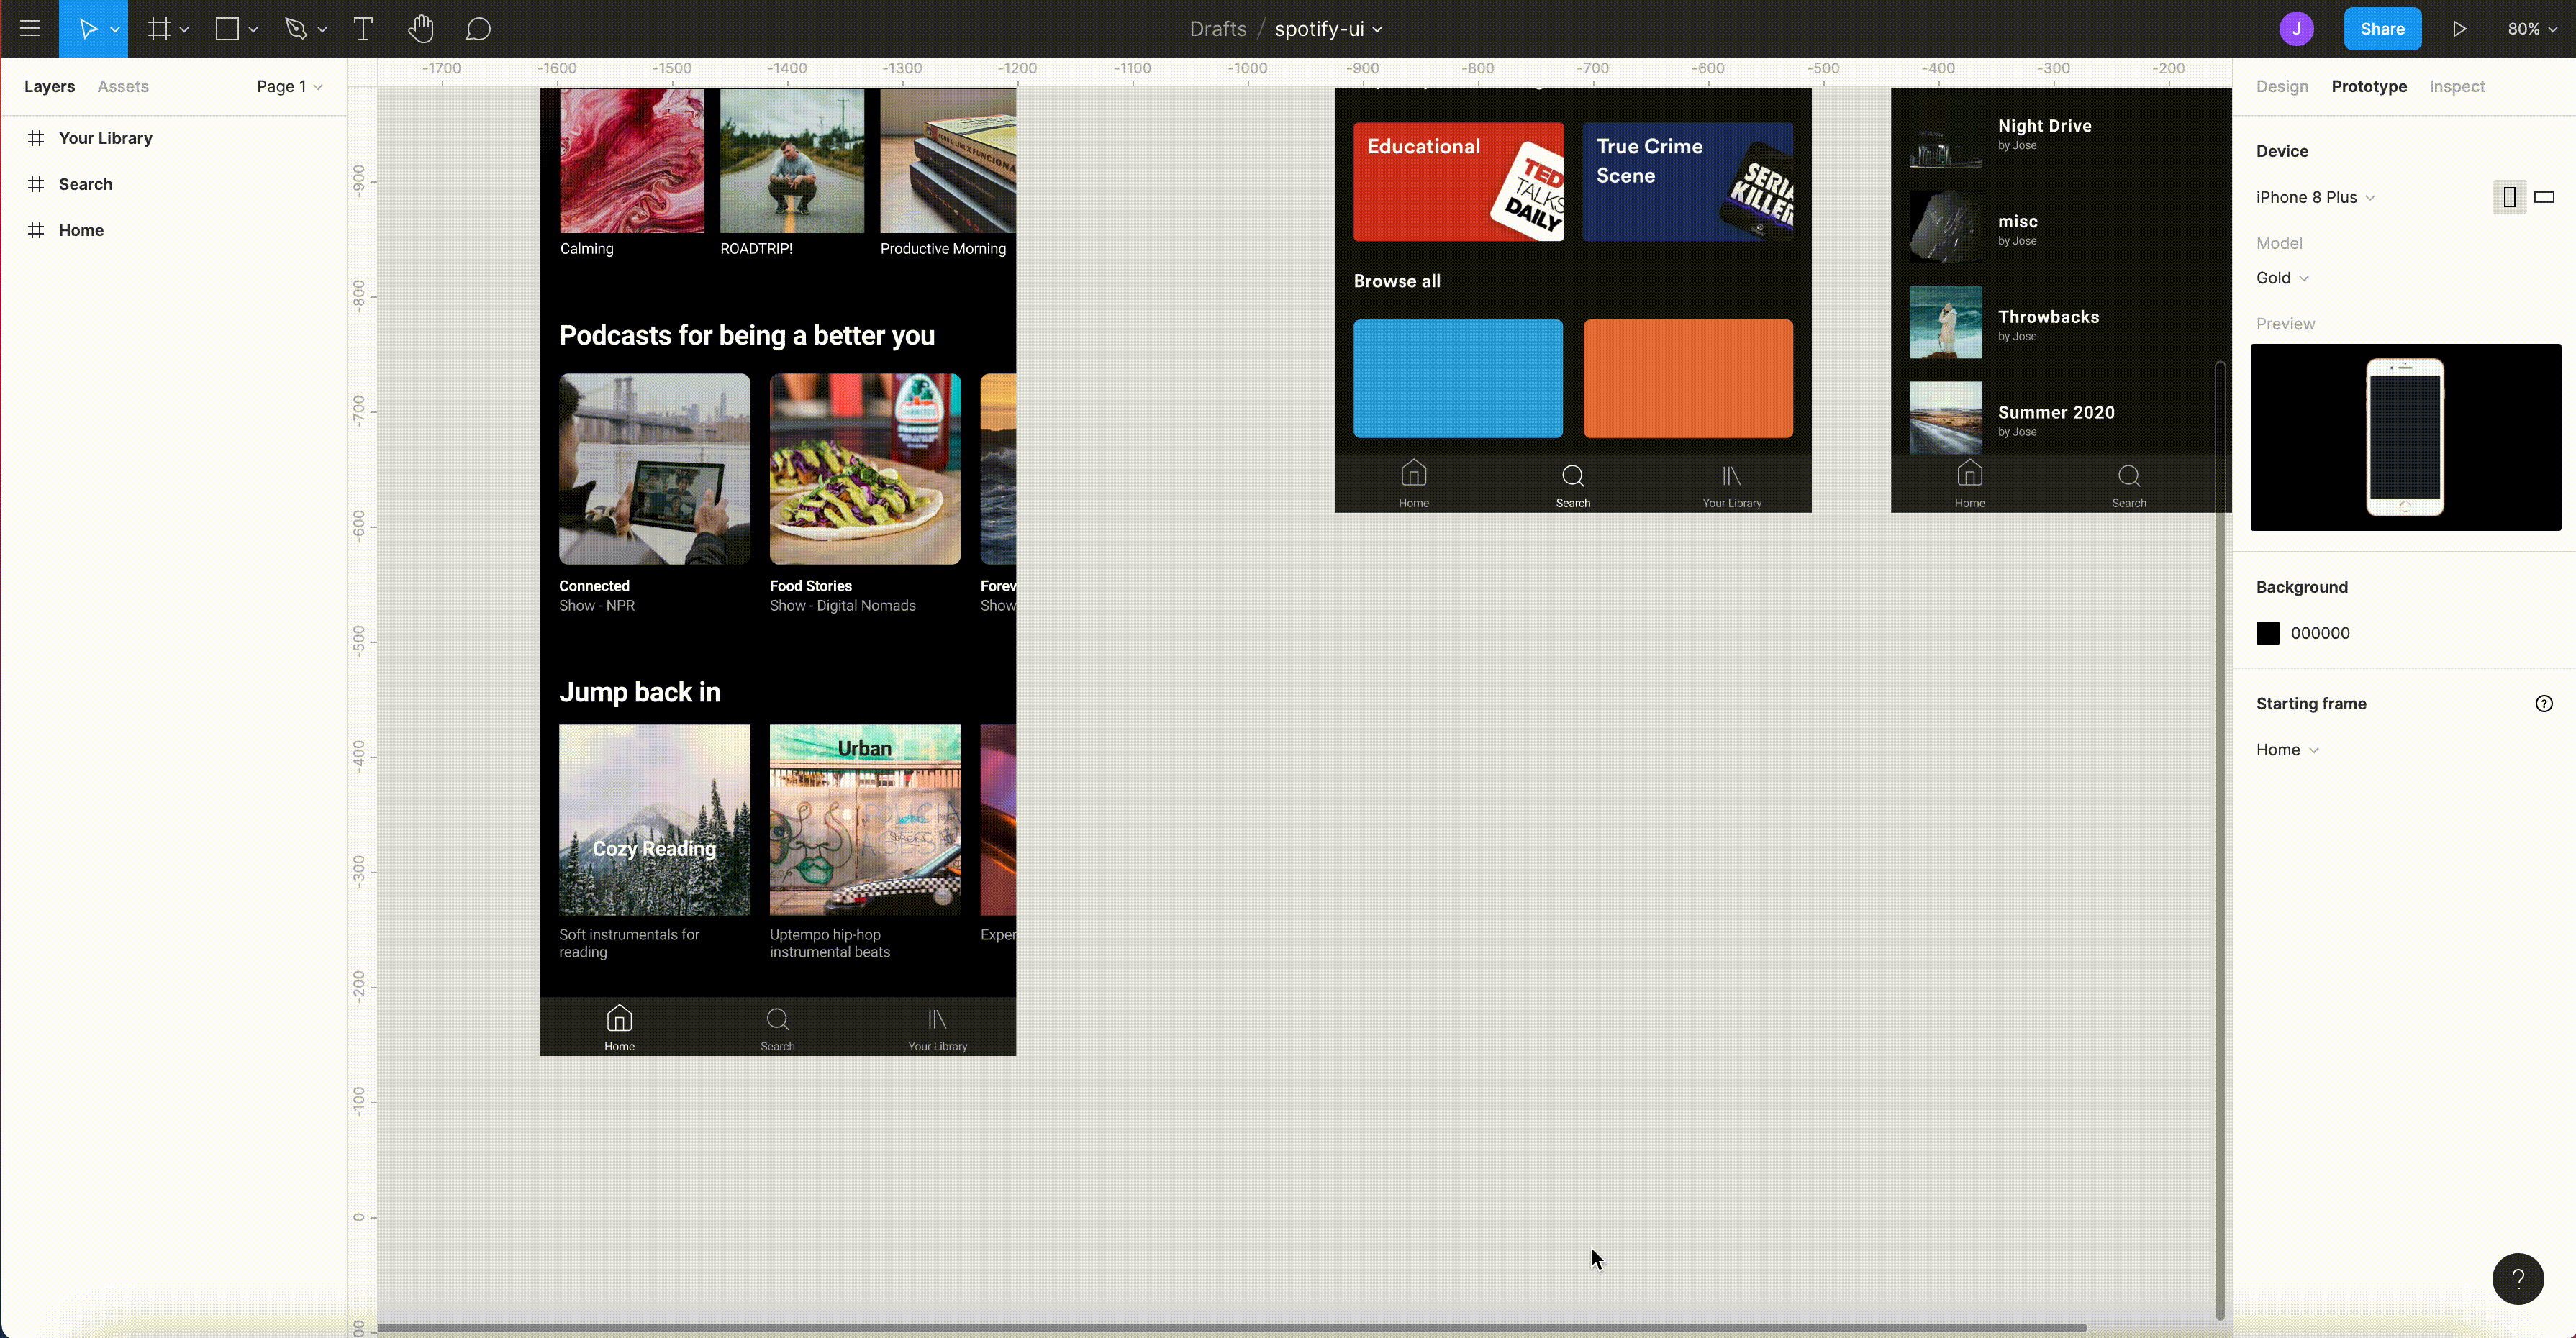 Drafts / spotify-ui
J
Share
80%
Layers
Assets
Page 1
Your Library
Search
Home
-1700
-1600
-1500
-1400
-1300
-1200
-1100
-1000
-900
-800
-700
-600
-500
-400
-300
-200
-900
-800
-700
-600
-500
-400
-300
-200
-100
0
Calming
ROADTRIP!
Productive Morning
Podcasts for being a better you
Connected
Show - NPR
Food Stories
Show - Digital Nomads
Forev
Show
Jump back in
Cozy Reading
Urban
Soft instrumentals for
reading
Uptempo hip-hop
instrumental beats
Exper
Home
Search
Your Library
Educational
TED
TALKS
DAILY
True Crime
Scene
SERIA
KILLER
Browse all
Home
Search
Your Library
Night Drive
by Jose
misc
by Jose
Throwbacks
by Jose
Summer 2020
by Jose
Home
Search
Design
Prototype
Inspect
Device
iPhone 8 Plus
Model
Gold
Preview
Background
000000
Starting frame
?
Home
?